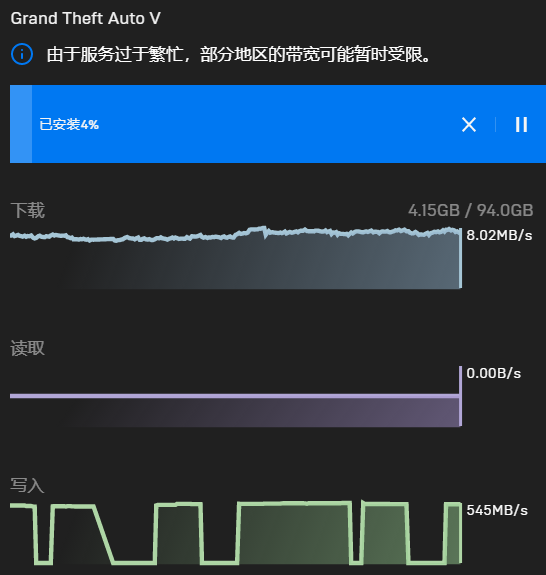 Grand Theft Auto V
由于服务过于繁忙，部分地区的带宽可能暂时受限。
已安装4%
下载 4.15GB / 94.0GB
8.02MB/s
读取
0.00B/s
写入
545MB/s